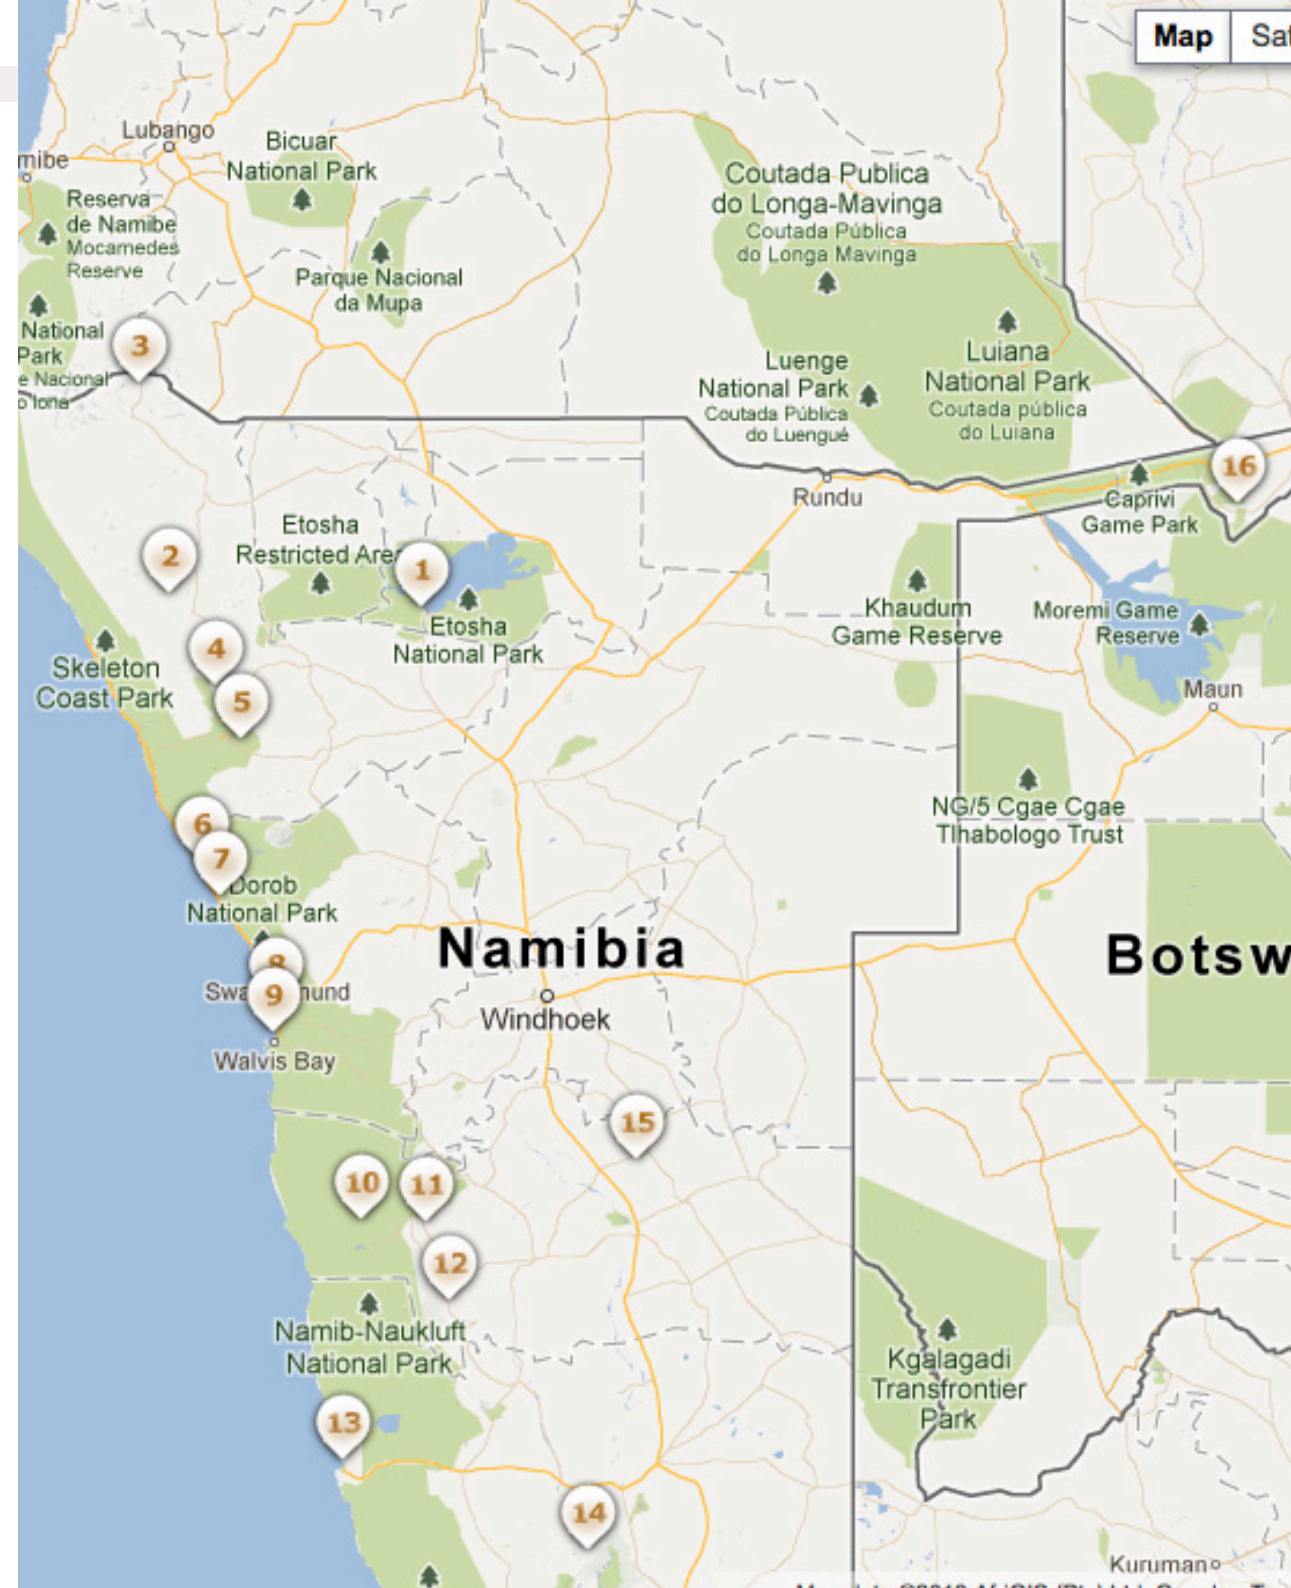 Map
Lubango
Bicuar
National Park
mibe
Reserva
de Namibe
Mocamedes
Reserve
Coutada Publica
do Longa-Mavinga
Coutada Pública
do Longa Mavinga
Parque Nacional
da Mupa
National
Park
e Nacional
3
Luenge
National Park
Coutada Pública
do Luengué
Luiana
National Park
Coutada pública
do Luiana
16
Rundu
Caprivi
Game Park
Etosha
Restricted Area
2
1
Etosha
National Park
Khaudum
Game Reserve
Moremi Game
Reserve
4
Skeleton
Coast Park
5
Maun
NG/5 Cgae Cgae
Tlhabologo Trust
6
7
Dorob
National Park
Namibia
Botsw
8
9
Windhoek
Walvis Bay
15
10
11
12
Namib-Naukluft
National Park
Kgalagadi
Transfrontier
Park
13
14
Kuruman